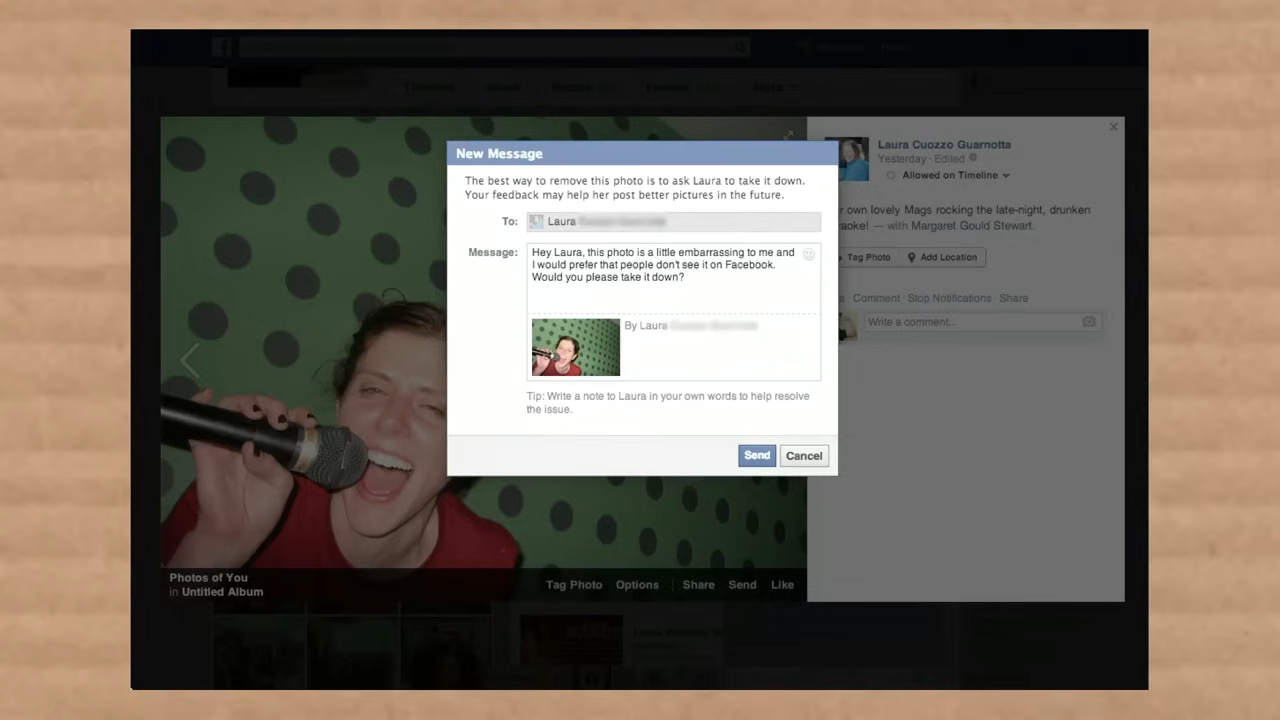 New Message
The best way to remove this photo is to ask Laura to take it down.
Your feedback may help her post better pictures in the future.
To: Laura
Message: Hey Laura, this photo is a little embarrassing to me and
I would prefer that people don't see it on Facebook.
Would you please take it down?
By Laura
Tip: Write a note to Laura in your own words to help resolve
the issue.
Send Cancel
Laura Cuozzo Guarnotta
Yesterday · Edited
Allowed on Timeline
own lovely Mags rocking the late-night, drunken
— with Margaret Gould Stewart.
Tag Photo Add Location
Comment · Stop Notifications · Share
Write a comment...
Photos of You
in Untitled Album
Tag Photo Options Share Send Like